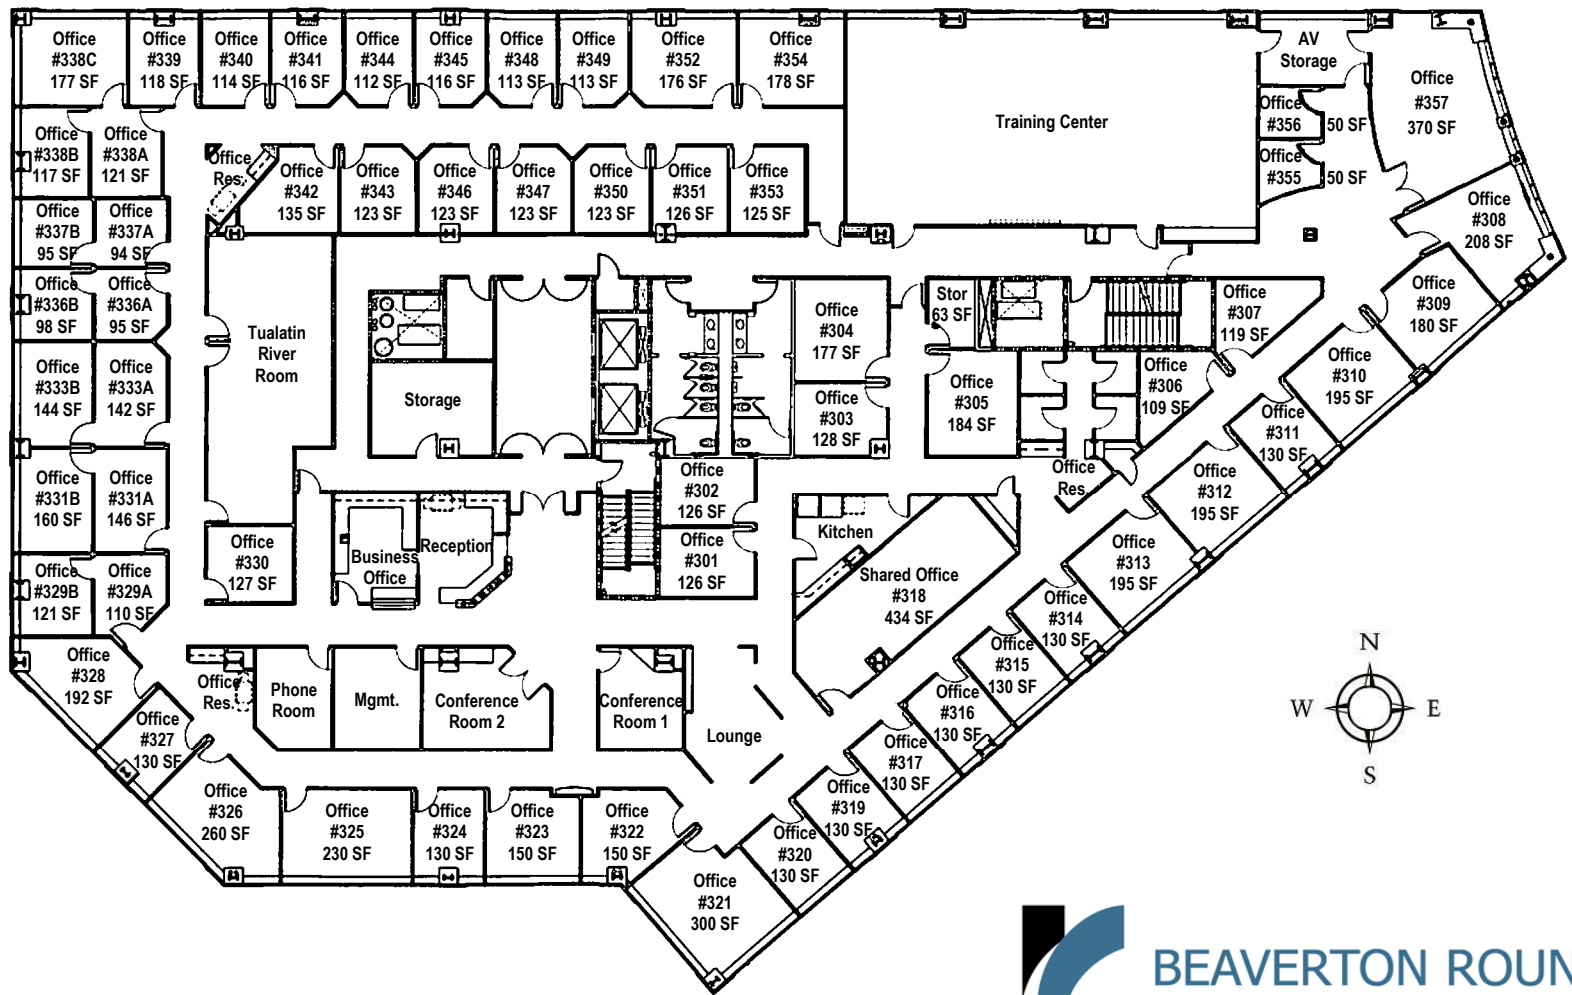 Office
#338C
177 SF
Office
#339
118 SF
Office
#340
114 SF
Office
#341
116 SF
Office
#344
112 SF
Office
#345
116 SF
Office
#348
113 SF
Office
#349
113 SF
Office
#352
176 SF
Office
#354
178 SF
Training Center
AV
Storage
Office
#356
50 SF
Office
#355
50 SF
Office
#357
370 SF
Office
#338B
117 SF
Office
#338A
121 SF
Office
Res.
Office
#342
135 SF
Office
#343
123 SF
Office
#346
123 SF
Office
#347
123 SF
Office
#350
123 SF
Office
#351
126 SF
Office
#353
125 SF
Office
#308
208 SF
Office
#337B
95 SF
Office
#337A
94 SF
Office
#336B
98 SF
Office
#336A
95 SF
Tualatin
River
Room
Office
#304
177 SF
Stor
63 SF
Office
#307
119 SF
Office
#309
180 SF
Office
#333B
144 SF
Office
#333A
142 SF
Storage
Office
#303
128 SF
Office
#305
184 SF
Office
#306
109 SF
Office
#310
195 SF
Office
#311
130 SF
Office
#331B
160 SF
Office
#331A
146 SF
Office
#302
126 SF
Office
Res.
Office
#312
195 SF
Office
#330
127 SF
Business
Office
Reception
Office
#301
126 SF
Kitchen
Shared Office
#318
434 SF
Office
#313
195 SF
Office
#329B
121 SF
Office
#329A
110 SF
Office
#314
130 SF
Office
#328
192 SF
Office
Res.
Phone
Room
Mgmt.
Conference
Room 2
Conference
Room 1
Lounge
Office
#315
130 SF
Office
#316
130 SF
Office
#327
130 SF
Office
#317
130 SF
Office
#326
260 SF
Office
#325
230 SF
Office
#324
130 SF
Office
#323
150 SF
Office
#322
150 SF
Office
#319
130 SF
Office
#320
130 SF
Office
#321
300 SF
N
W
E
S
BEAVERTON ROUN